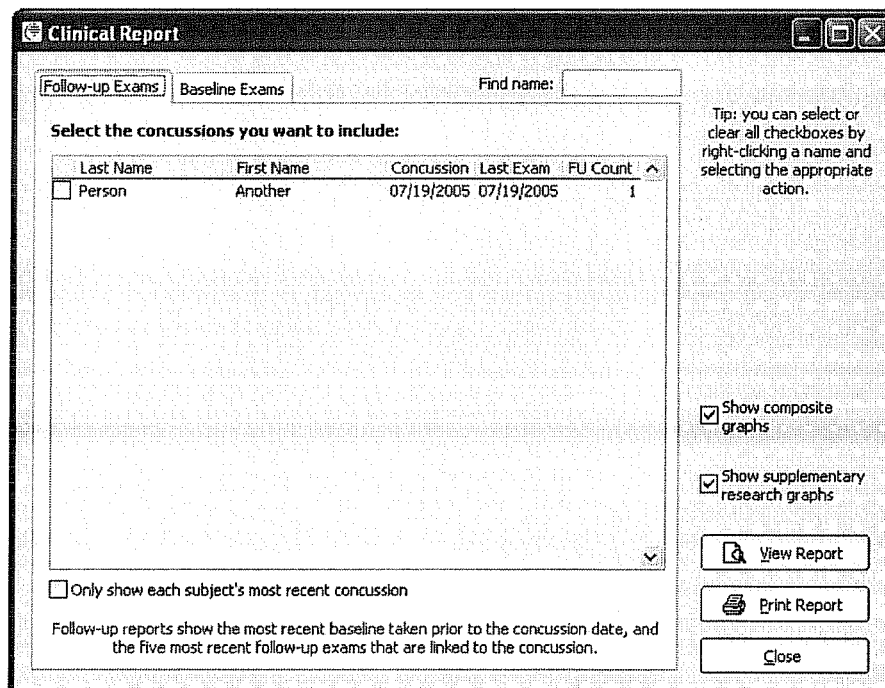 Clinical Report
Follow-up Exams Baseline Exams Find name:
Select the concussions you want to include:
Last Name First Name Concussion Last Exam FU Count
Person Another 07/19/2005 07/19/2005 1
Only show each subject's most recent concussion
Follow-up reports show the most recent baseline taken prior to the concussion date, and
the five most recent follow-up exams that are linked to the concussion.
Tip: you can select or
clear all checkboxes by
right-clicking a name and
selecting the appropriate
action.
Show composite
graphs
Show supplementary
research graphs
View Report
Print Report
Close